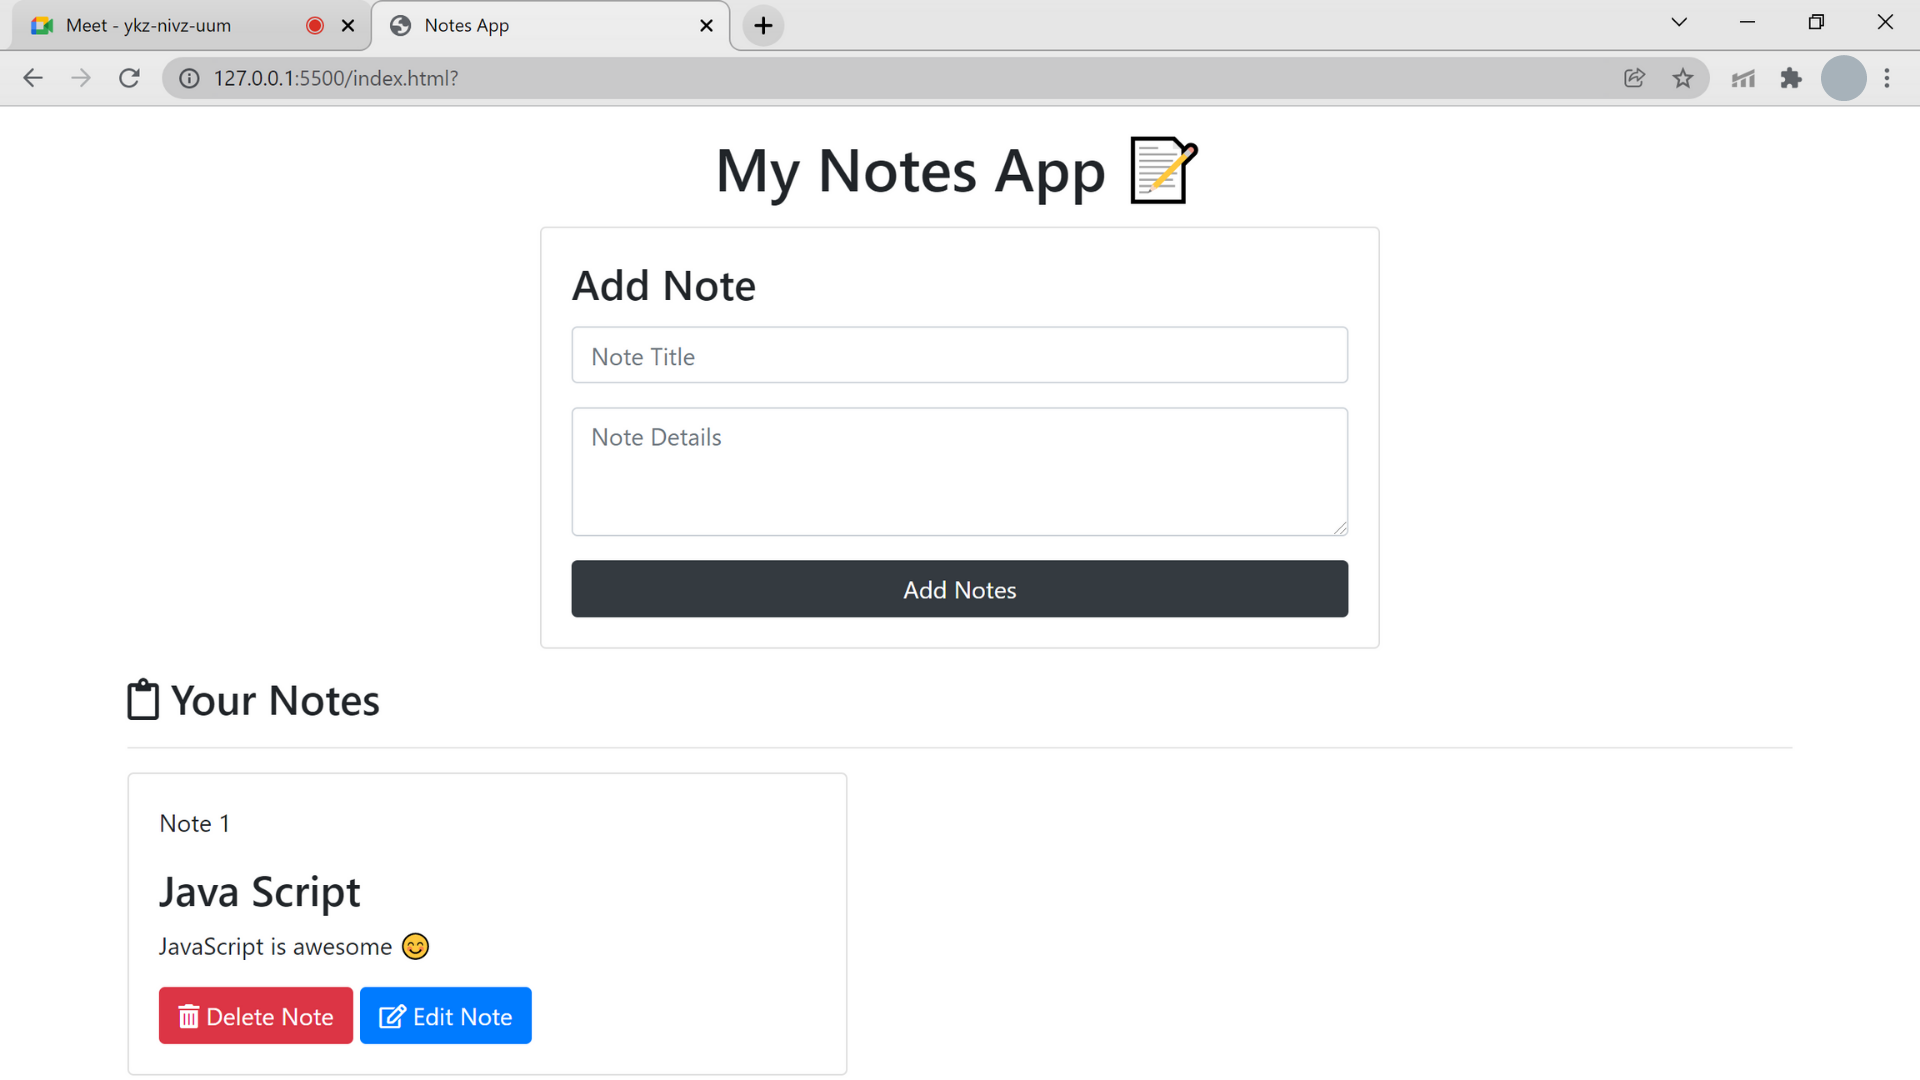 Meet - ykz-nivz-uum
Notes App
127.0.0.1:5500/index.html?
My Notes App 📝
Add Note
Note Title
Note Details
Add Notes
Your Notes
Note 1
Java Script
JavaScript is awesome 😊
Delete Note
Edit Note